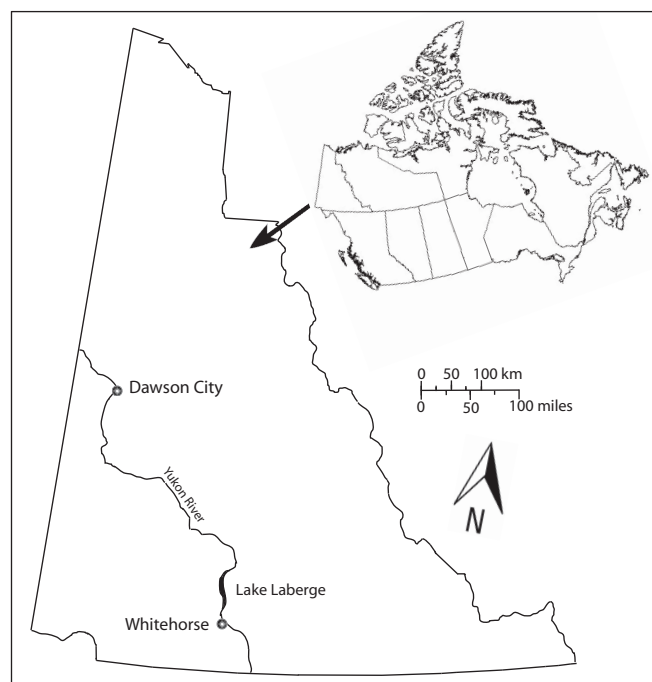 Dawson City
0 50 100 km
0 50 100 miles
Yukon River
N
Lake Laberge
Whitehorse